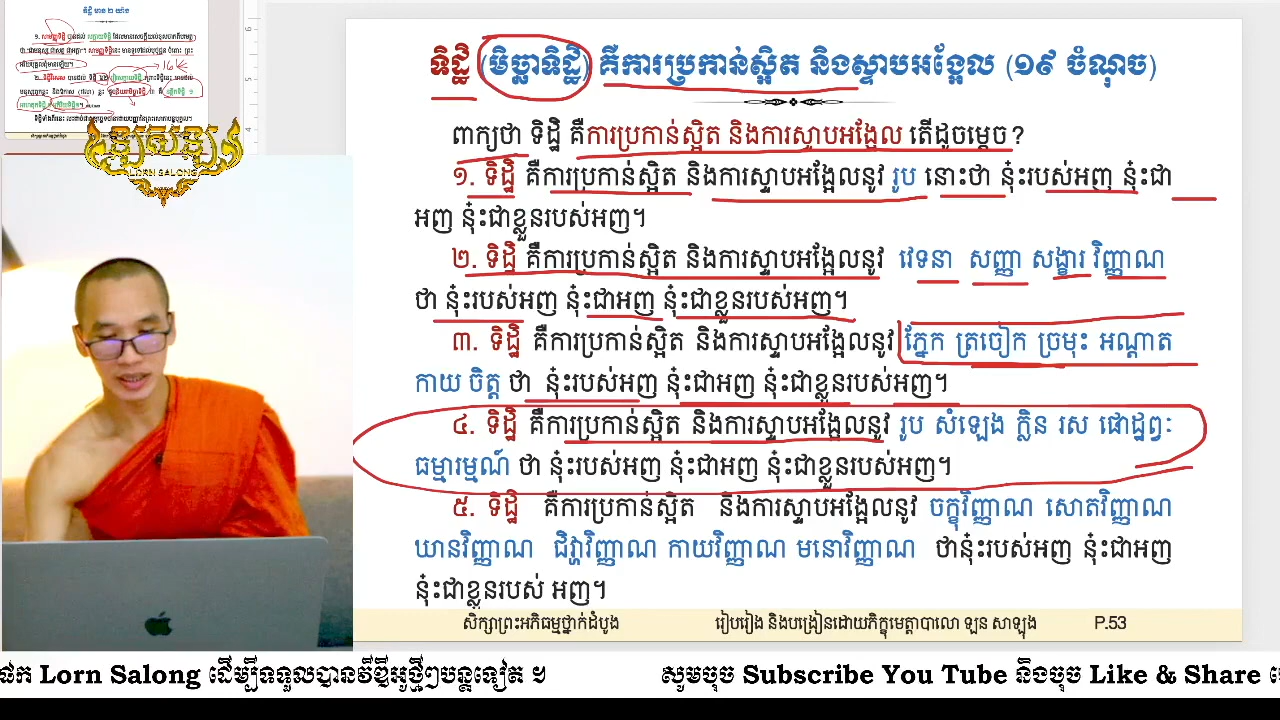 ទិដ្ឋិ មាន ២ យ៉ាង
LORN SALONG
ទិដ្ឋិ (មិច្ឆាទិដ្ឋិ) គឺការប្រកាន់ស្អិត និងស្ទាបអង្អែល (១៩ ចំណុច)
ពាក្យថា ទិដ្ឋិ គឺការប្រកាន់ស្អិត និងការស្ទាបអង្អែល តើដូចម្ដេច?
១. ទិដ្ឋិ គឺការប្រកាន់ស្អិត និងការស្ទាបអង្អែលនូវ រូប នោះថា នុ៎ះរបស់អញ នុ៎ះជា
អញ នុ៎ះជាខ្លួនរបស់អញ។
២. ទិដ្ឋិ គឺការប្រកាន់ស្អិត និងការស្ទាបអង្អែលនូវ វេទនា សញ្ញា សង្ខារ វិញ្ញាណ
ថា នុ៎ះរបស់អញ នុ៎ះជាអញ នុ៎ះជាខ្លួនរបស់អញ។
៣. ទិដ្ឋិ គឺការប្រកាន់ស្អិត និងការស្ទាបអង្អែលនូវ ភ្នែក ត្រចៀក ច្រមុះ អណ្ដាត
កាយ ចិត្ត ថា នុ៎ះរបស់អញ នុ៎ះជាអញ នុ៎ះជាខ្លួនរបស់អញ។
៤. ទិដ្ឋិ គឺការប្រកាន់ស្អិត និងការស្ទាបអង្អែលនូវ រូប សំឡេង ក្លិន រស ផោដ្ឋព្វៈ
ធម្មារម្មណ៍ ថា នុ៎ះរបស់អញ នុ៎ះជាអញ នុ៎ះជាខ្លួនរបស់អញ។
៥. ទិដ្ឋិ គឺការប្រកាន់ស្អិត និងការស្ទាបអង្អែលនូវ ចក្ខុវិញ្ញាណ សោតវិញ្ញាណ
ឃានវិញ្ញាណ ជិវ្ហាវិញ្ញាណ កាយវិញ្ញាណ មនោវិញ្ញាណ ថានុ៎ះរបស់អញ នុ៎ះជាអញ
នុ៎ះជាខ្លួនរបស់ អញ។
សិក្សាព្រះអភិធម្មថ្នាក់ដំបូង រៀបរៀង និងបង្រៀនដោយភិក្ខុមេត្តាបាលោ ឡន សាឡុង P.53
Lorn Salong ដើម្បីទទួលបានវីឌីអូថ្មីៗបន្តទៀត ។ សូមចុច Subscribe You Tube និងចុច Like & Share